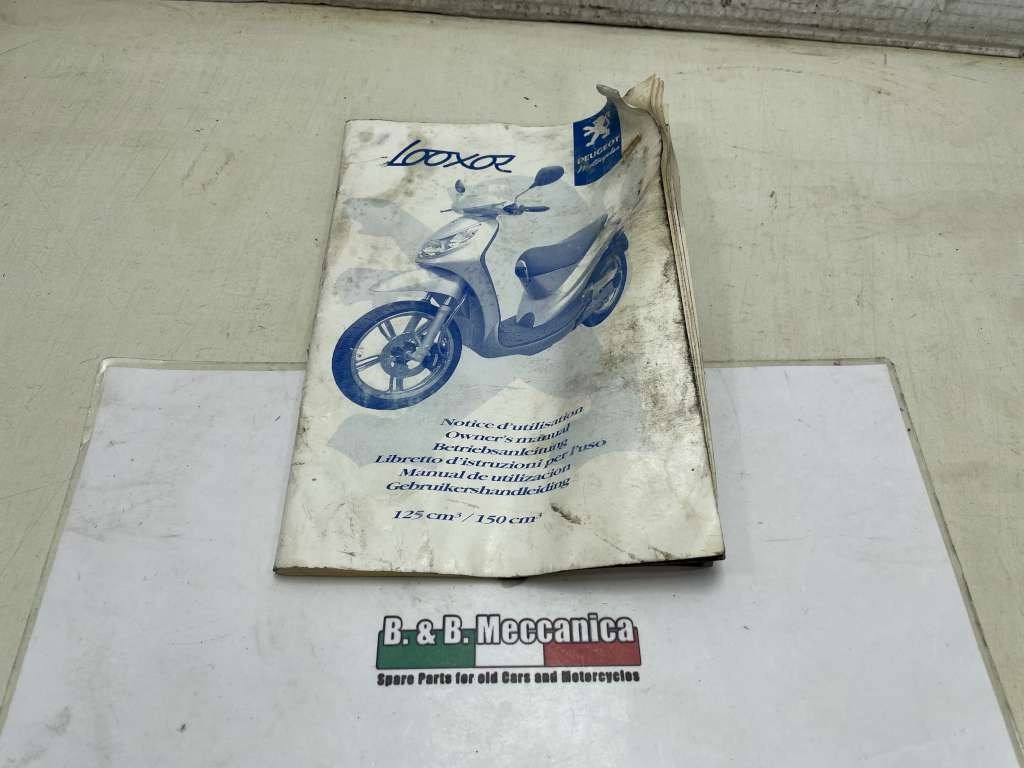 LOOXOR
PEUGEOT
Motocycles
Notice d'utilisation
Owner's manual
Betriebsanleitung
Libretto d'istruzioni per l'uso
Manual de utilizacion
Gebruikershandleiding
125 cm³ / 150 cm³
B. & B. Meccanica
Spare Parts for old Cars and Motorcycles